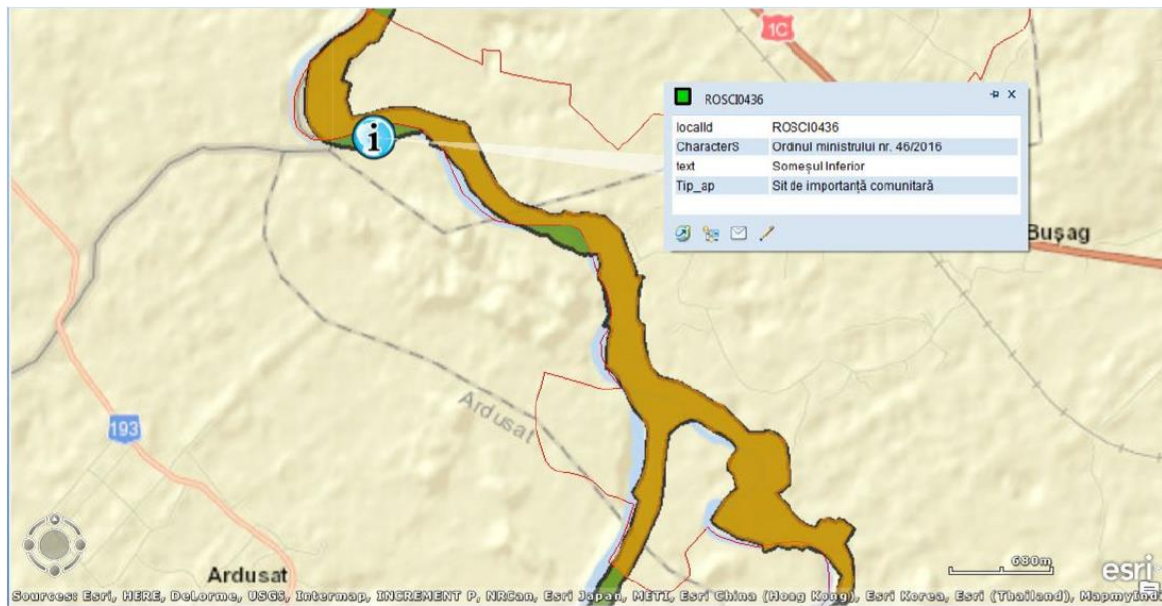 1C
ROSCI0436
X
localId ROSCI0436
CharacterS Ordinul ministrului nr. 46/2016
text Someșul Inferior
Tip_ap Sit de importanță comunitară
Bușag
Ardusat
193
Ardusat
680m
esri
Sources: Esri, HERE, DeLorme, USGS, Intermap, INCREMENT P, NRCan, Esri Japan, METI, Esri China (Hong Kong), Esri Korea, Esri (Thailand), MapmyIndi